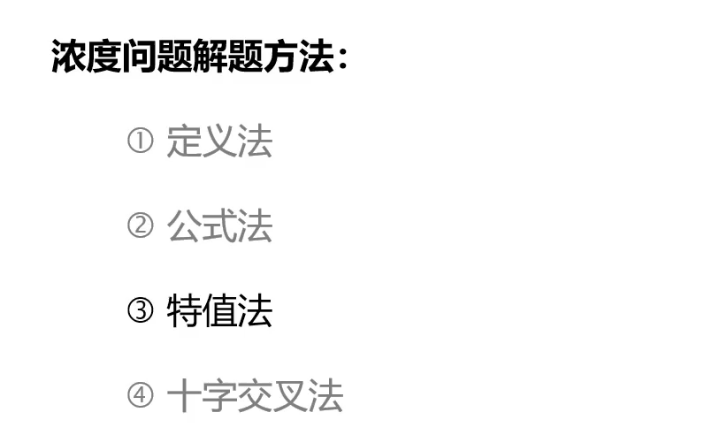 浓度问题解题方法：
① 定义法
② 公式法
③ 特值法
④ 十字交叉法